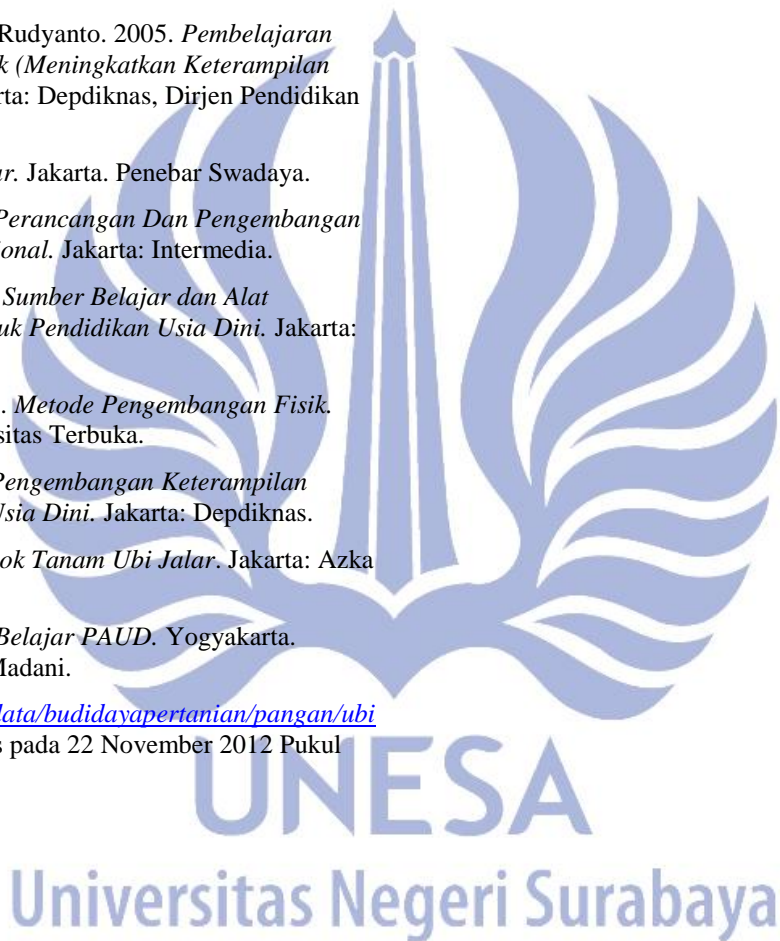 Rudyanto. 2005. Pembelajaran
k (Meningkatkan Keterampilan
rta: Depdiknas, Dirjen Pendidikan
ur. Jakarta. Penebar Swadaya.
Perancangan Dan Pengembangan
ional. Jakarta: Intermedia.
Sumber Belajar dan Alat
uk Pendidikan Usia Dini. Jakarta:
. Metode Pengembangan Fisik.
sitas Terbuka.
Pengembangan Keterampilan
Usia Dini. Jakarta: Depdiknas.
ok Tanam Ubi Jalar. Jakarta: Azka
Belajar PAUD. Yogyakarta.
Madani.
data/budidayapertanian/pangan/ubi
s pada 22 November 2012 Pukul
UNESA
Universitas Negeri Surabaya